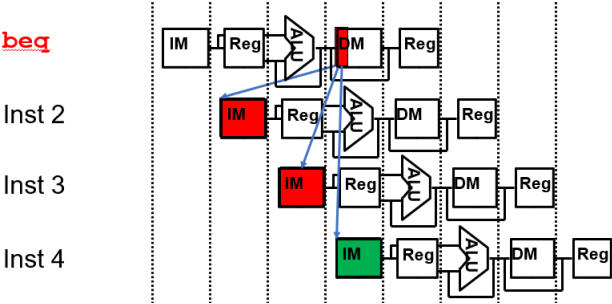 beq IM Reg ALU DM Reg
Inst 2 IM Reg ALU DM Reg
Inst 3 IM Reg ALU DM Reg
Inst 4 IM Reg ALU DM Reg